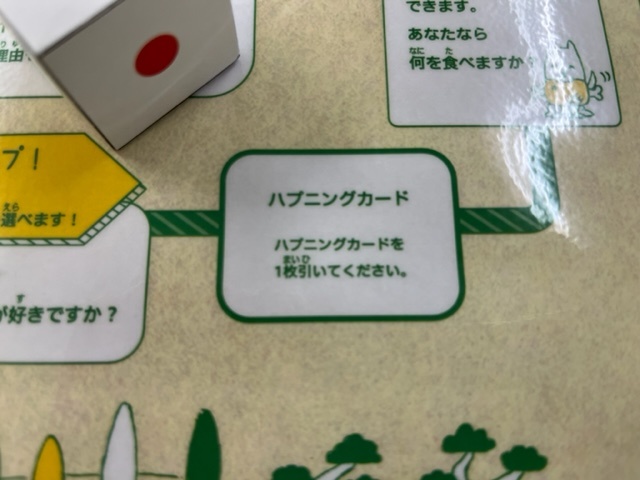 できます。
あなたなら
何を食べますか
理由
プ！
選べます！
ハプニングカード
ハプニングカードを
1枚引いてください。
が好きですか？